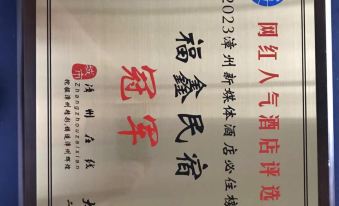 网红人气酒店评选
2023漳州新媒体酒店必住榜
福鑫民宿
冠军
漳州在线
Zhangzhouzaixian